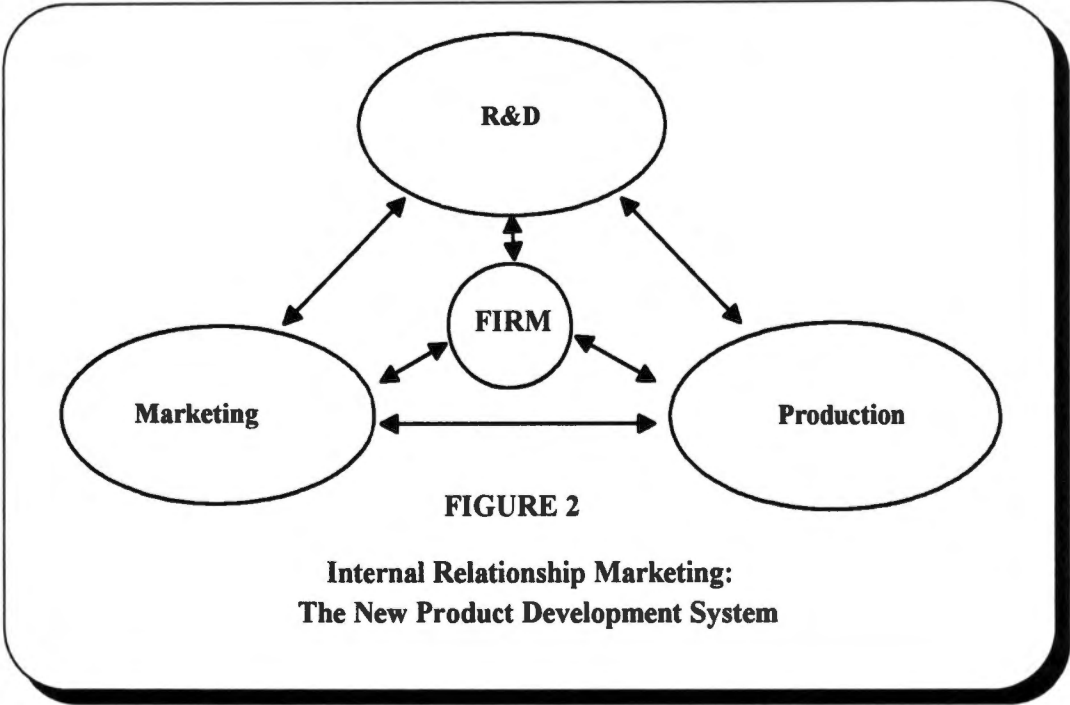 R&D
FIRM
Marketing
Production
FIGURE 2
Internal Relationship Marketing:
The New Product Development System